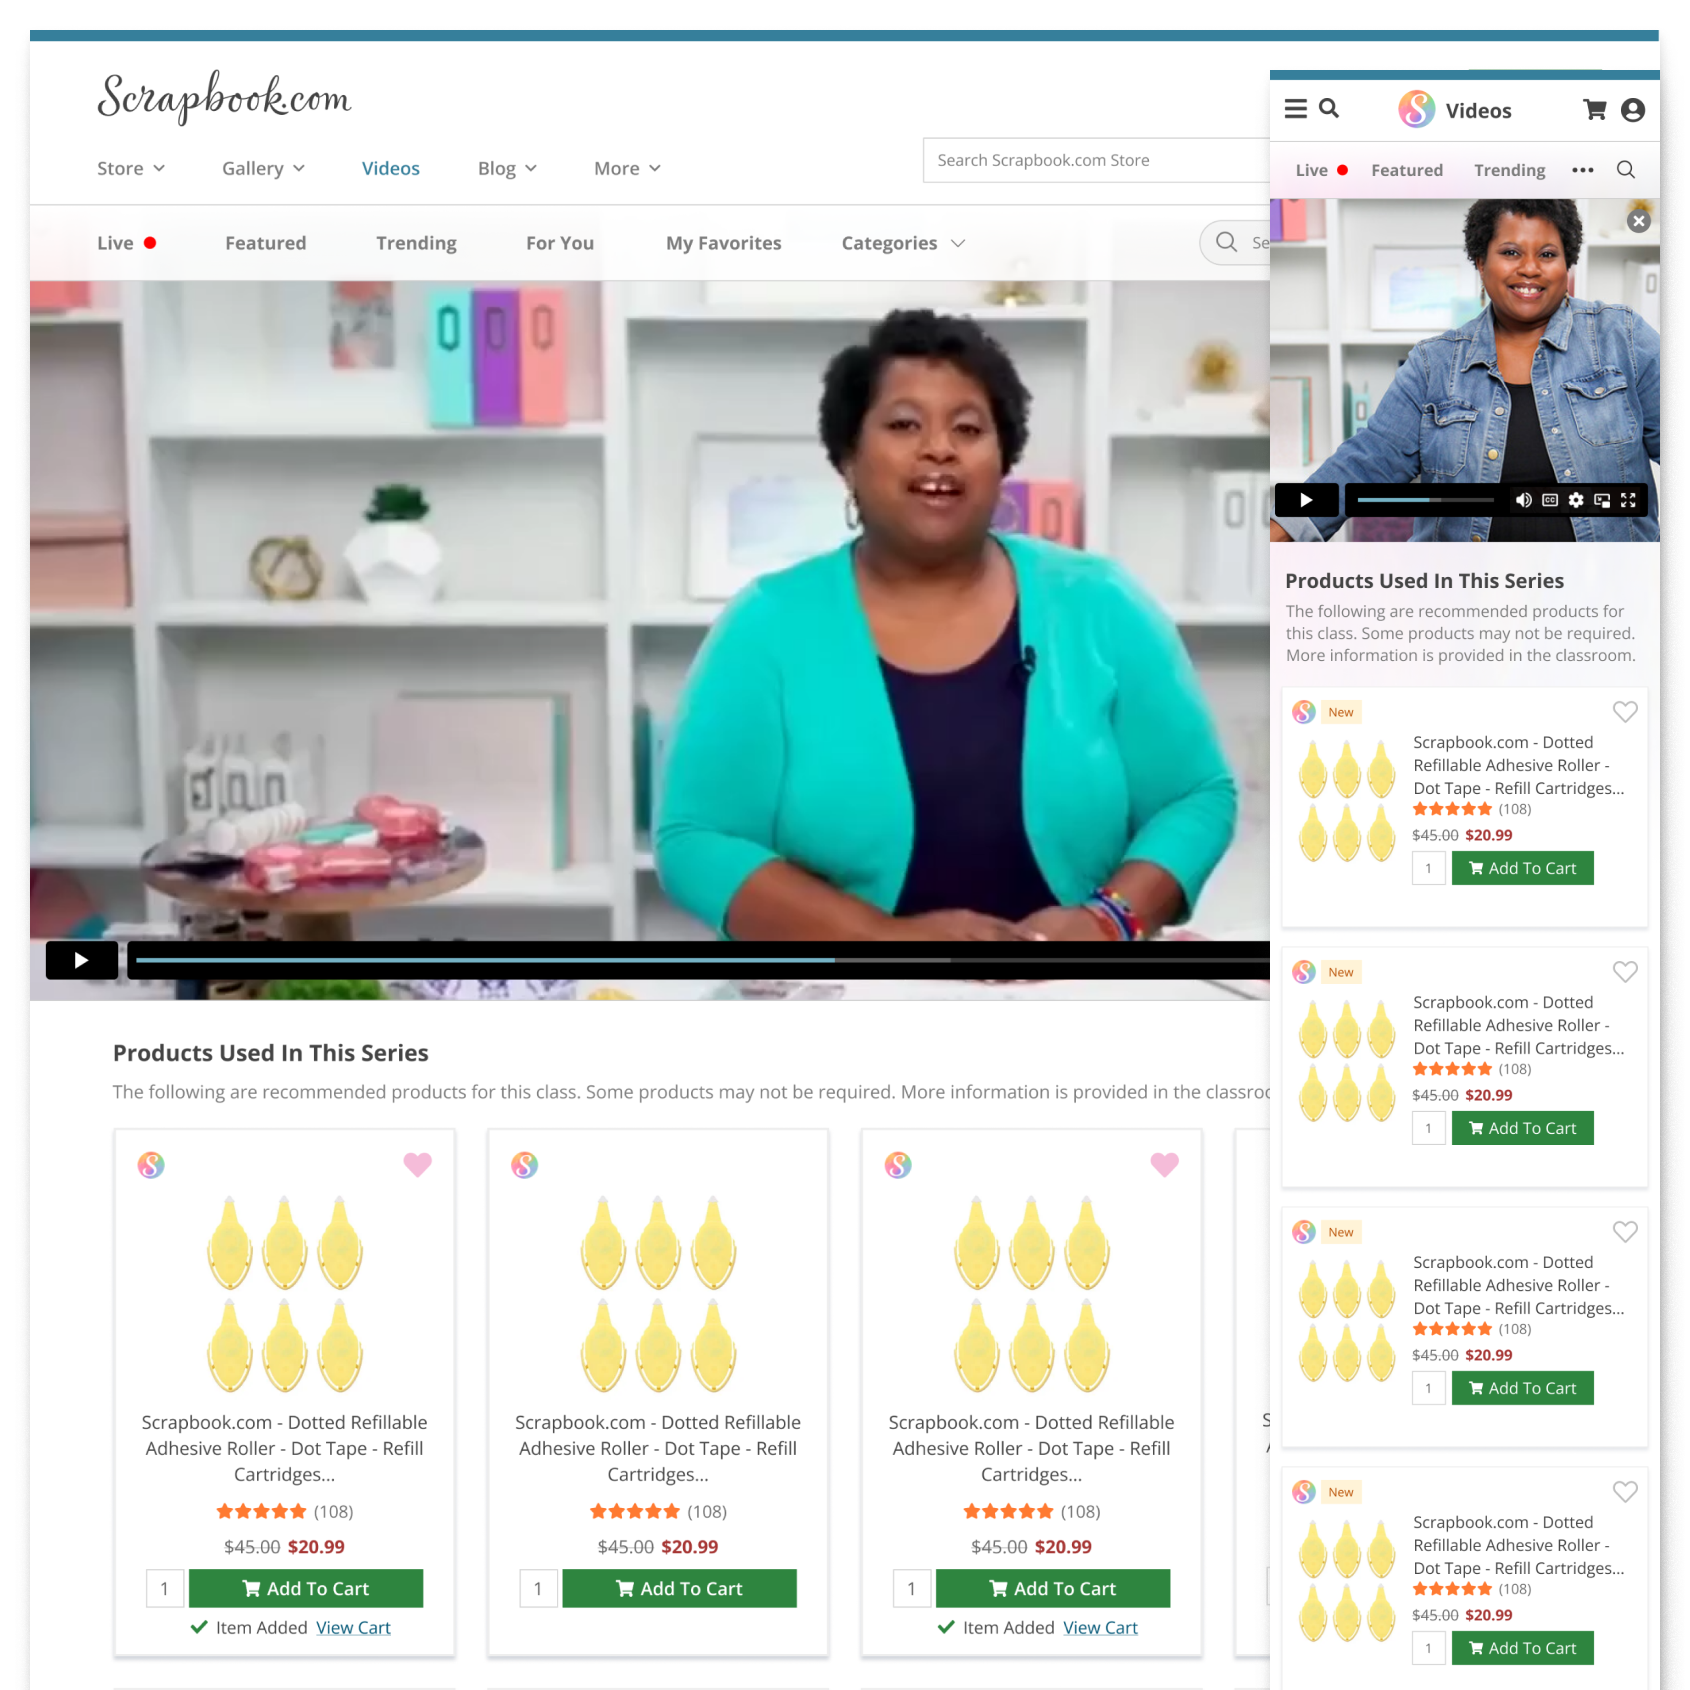 Scrapbook.com
Store
Gallery
Videos
Blog
More
Search Scrapbook.com Store
Live
Featured
Trending
For You
My Favorites
Categories
Products Used In This Series
The following are recommended products for this class. Some products may not be required. More information is provided in the
Scrapbook.com - Dotted Refillable
Adhesive Roller - Dot Tape - Refill
Cartridges...
(108)
$45.00 $20.99
1
Add To Cart
Item Added View Cart
Scrapbook.com - Dotted Refillable
Adhesive Roller - Dot Tape - Refill
Cartridges...
(108)
$45.00 $20.99
1
Add To Cart
Scrapbook.com - Dotted Refillable
Adhesive Roller - Dot Tape - Refill
Cartridges...
(108)
$45.00 $20.99
1
Add To Cart
Item Added View Cart
S Videos
Live
Featured
Trending
CC
Products Used In This Series
The following are recommended products for
this class. Some products may not be required.
More information is provided in the classroom.
New
Scrapbook.com - Dotted
Refillable Adhesive Roller -
Dot Tape - Refill Cartridges...
(108)
$45.00 $20.99
1
Add To Cart
New
Scrapbook.com - Dotted
Refillable Adhesive Roller -
Dot Tape - Refill Cartridges...
(108)
$45.00 $20.99
1
Add To Cart
New
Scrapbook.com - Dotted
Refillable Adhesive Roller -
Dot Tape - Refill Cartridges...
(108)
$45.00 $20.99
1
Add To Cart
New
Scrapbook.com - Dotted
Refillable Adhesive Roller -
Dot Tape - Refill Cartridges...
(108)
$45.00 $20.99
1
Add To Cart